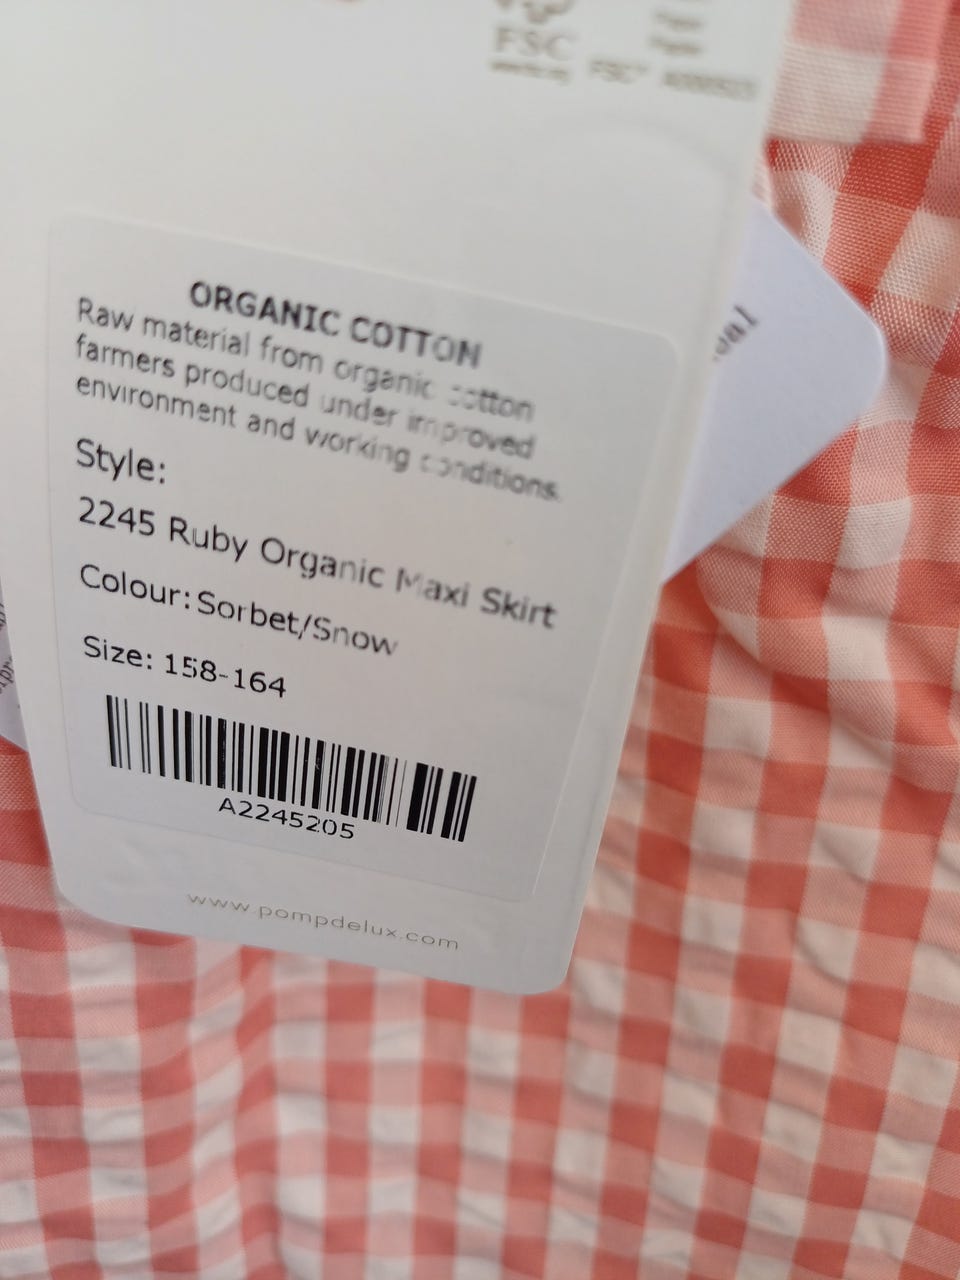 FSC
FSC®
ORGANIC COTTON
Raw material from organic cotton
farmers produced under improved
environment and working conditions.
Style:
2245 Ruby Organic Maxi Skirt
Colour: Sorbet/Snow
Size: 158-164
A2245205
www.pompdelux.com